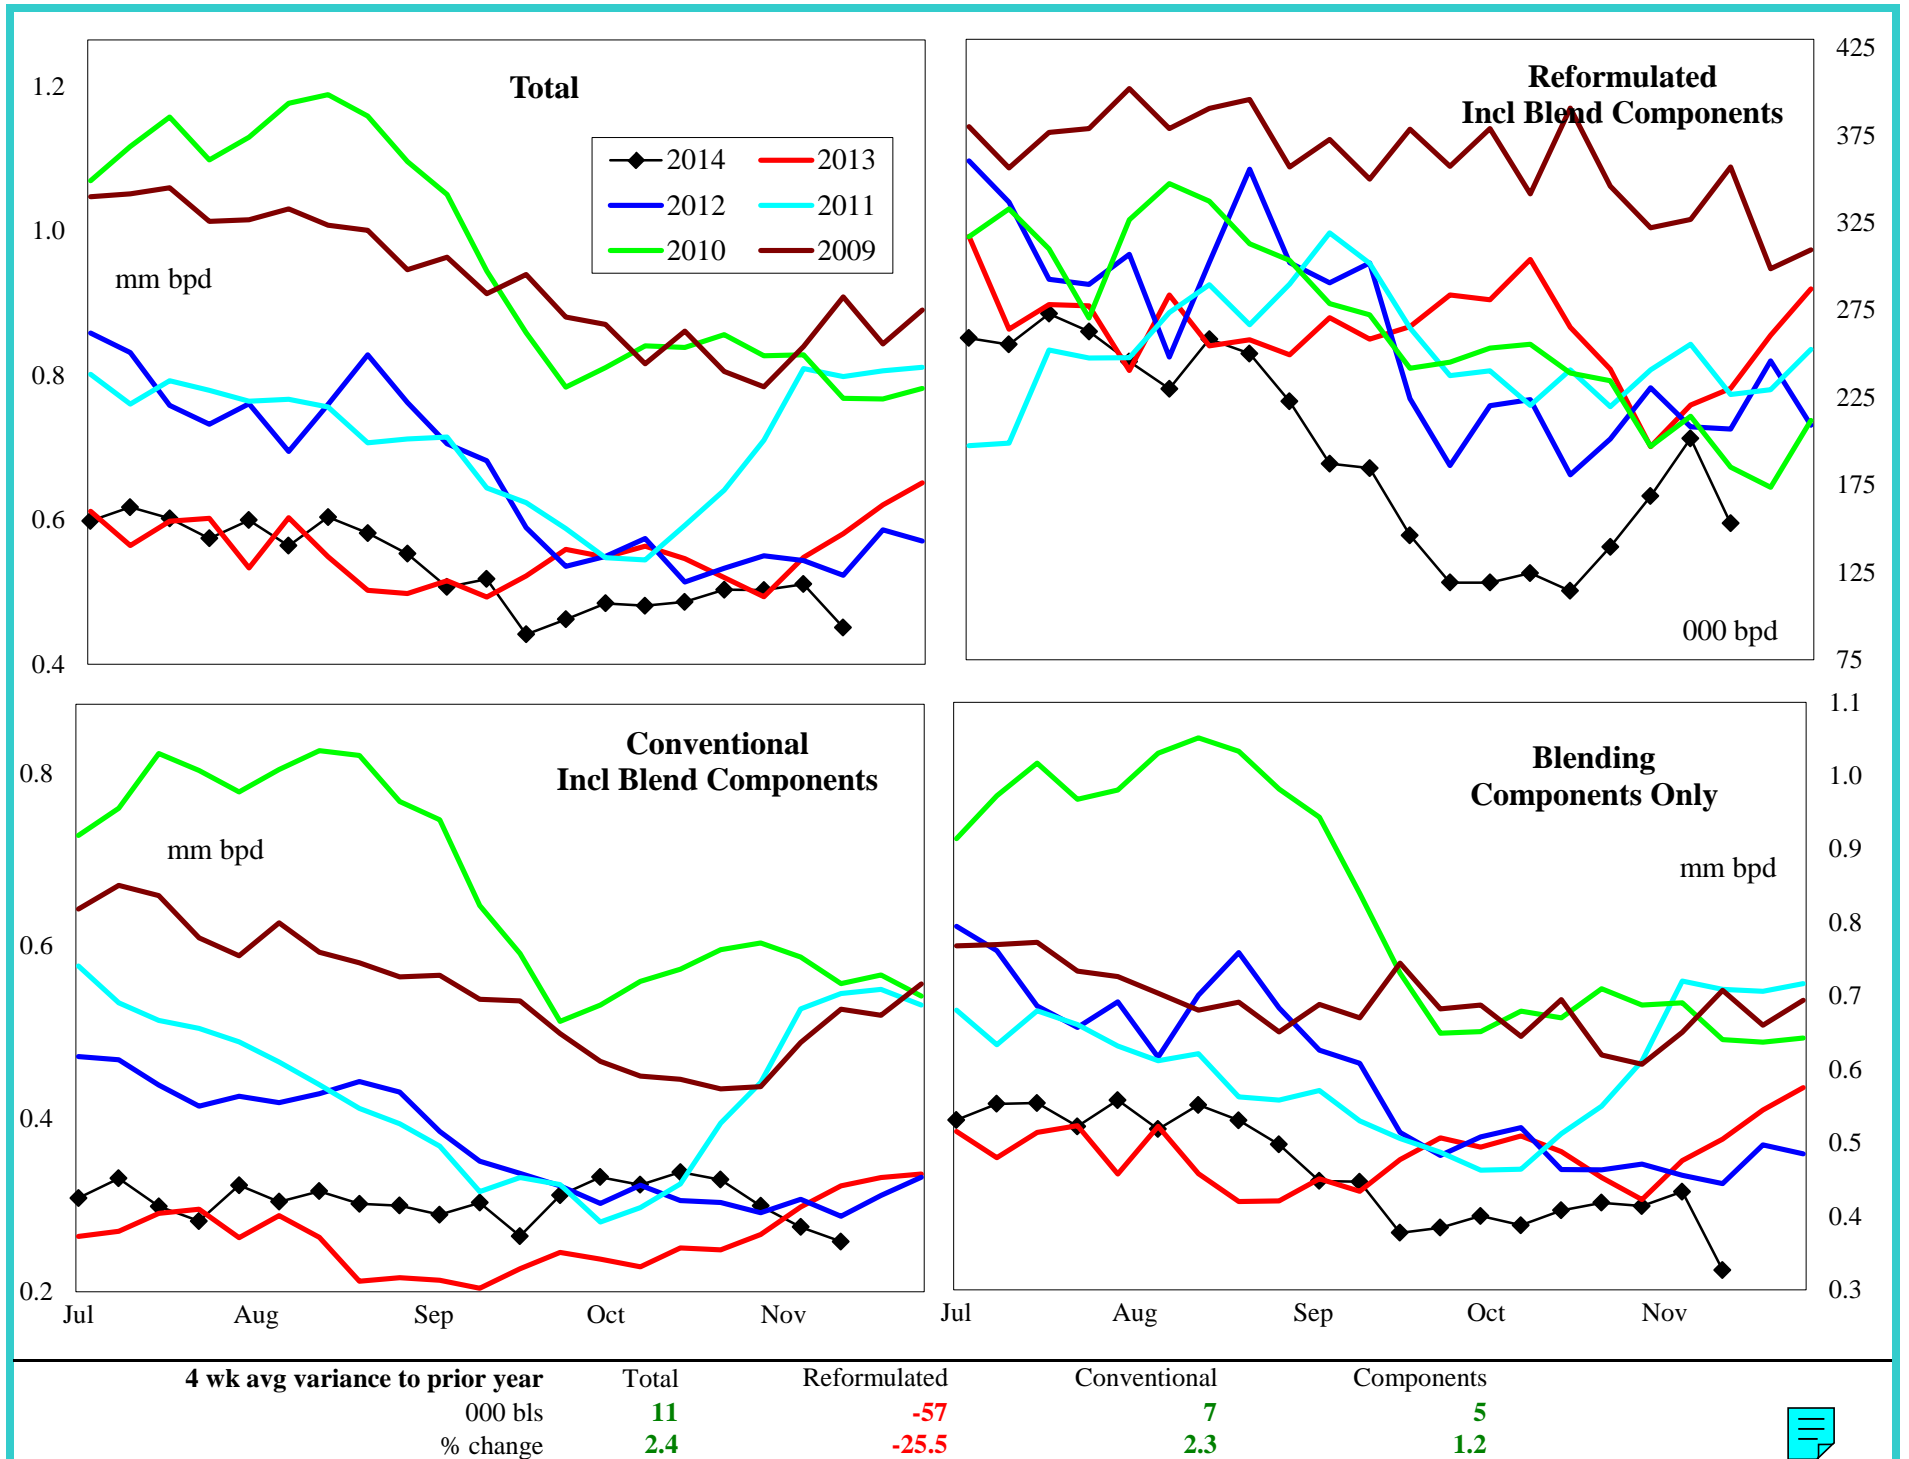 Total
1.2
1.0
0.8
0.6
0.4
mm bpd
2014 2013
2012 2011
2010 2009
Reformulated
Incl Blend Components
425
375
325
275
225
175
125
75
000 bpd
Conventional
Incl Blend Components
0.8
0.6
0.4
0.2
mm bpd
Jul Aug Sep Oct Nov
Blending
Components Only
1.1
1.0
0.9
0.8
0.7
0.6
0.5
0.4
0.3
mm bpd
Jul Aug Sep Oct Nov
4 wk avg variance to prior year Total Reformulated Conventional Components
000 bls 11 -57 7 5
% change 2.4 -25.5 2.3 1.2